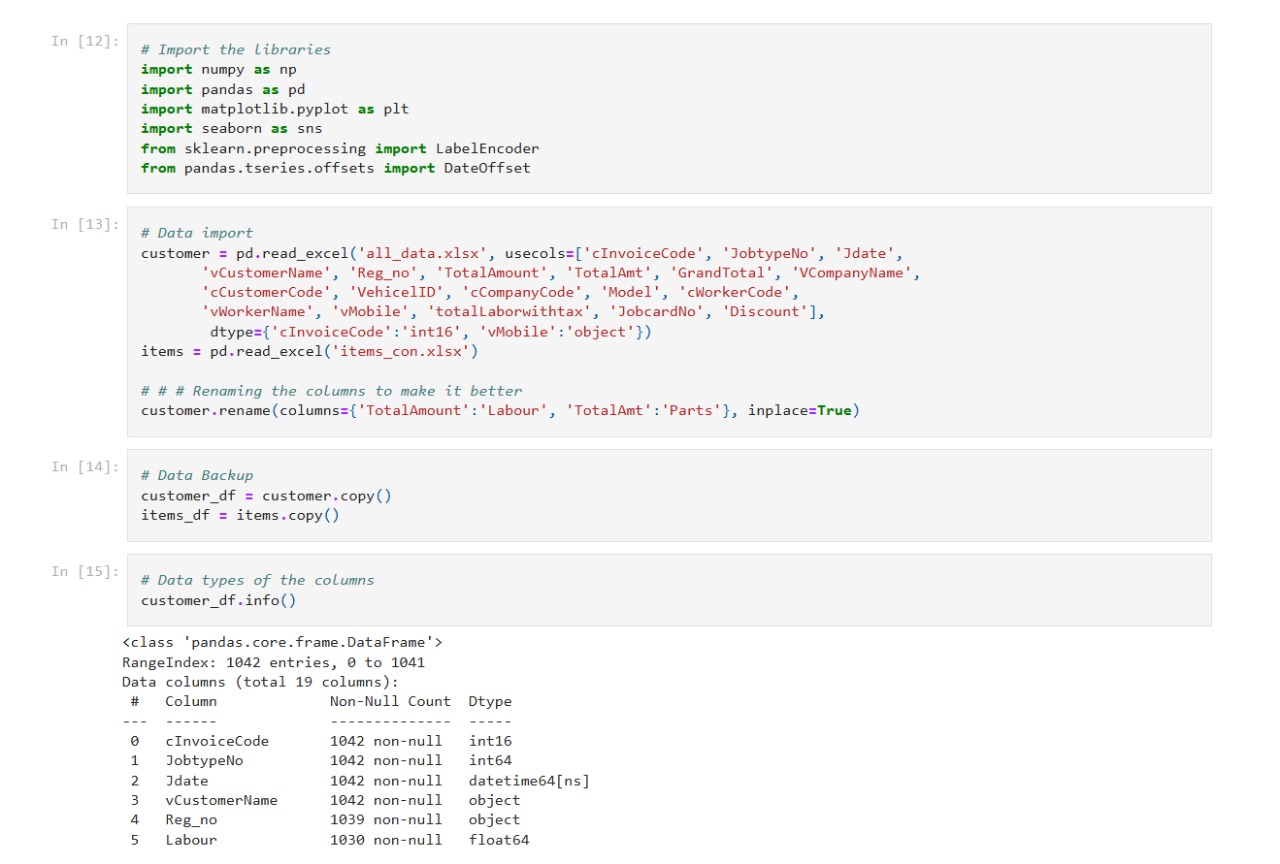 In [12]:
# Import the libraries
import numpy as np
import pandas as pd
import matplotlib.pyplot as plt
import seaborn as sns
from sklearn.preprocessing import LabelEncoder
from pandas.tseries.offsets import DateOffset
In [13]:
# Data import
customer = pd.read_excel('all_data.xlsx', usecols=['cInvoiceCode', 'JobtypeNo', 'Jdate',
'vCustomerName', 'Reg_no', 'TotalAmount', 'TotalAmt', 'GrandTotal', 'VCompanyName',
'cCustomerCode', 'VehicelID', 'cCompanyCode', 'Model', 'cWorkerCode',
'vWorkerName', 'vMobile', 'totalLaborwithtax', 'JobcardNo', 'Discount'],
dtype={'cInvoiceCode':'int16', 'vMobile':'object'})
items = pd.read_excel('items_con.xlsx')
# # # Renaming the columns to make it better
customer.rename(columns={'TotalAmount':'Labour', 'TotalAmt':'Parts'}, inplace=True)
In [14]:
# Data Backup
customer_df = customer.copy()
items_df = items.copy()
In [15]:
# Data types of the columns
customer_df.info()
<class 'pandas.core.frame.DataFrame'>
RangeIndex: 1042 entries, 0 to 1041
Data columns (total 19 columns):
# Column Non-Null Count Dtype
--- ------ -------------- -----
0 cInvoiceCode 1042 non-null int16
1 JobtypeNo 1042 non-null int64
2 Jdate 1042 non-null datetime64[ns]
3 vCustomerName 1042 non-null object
4 Reg_no 1039 non-null object
5 Labour 1030 non-null float64